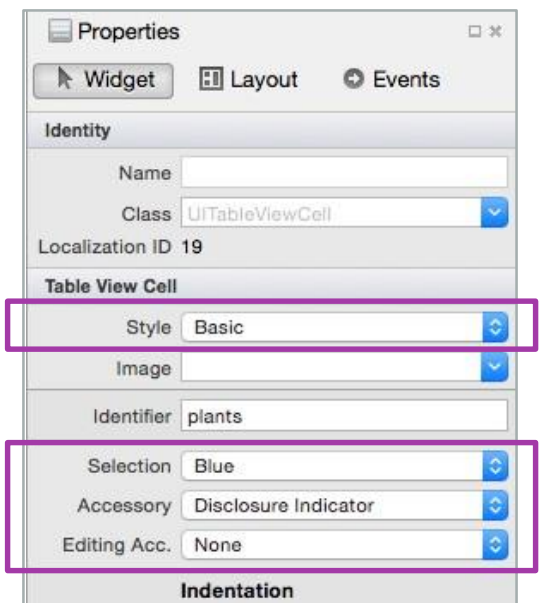 Properties
Widget Layout Events
Identity
Name
Class UITableViewCell
Localization ID 19
Table View Cell
Style Basic
Image
Identifier plants
Selection Blue
Accessory Disclosure Indicator
Editing Acc. None
Indentation